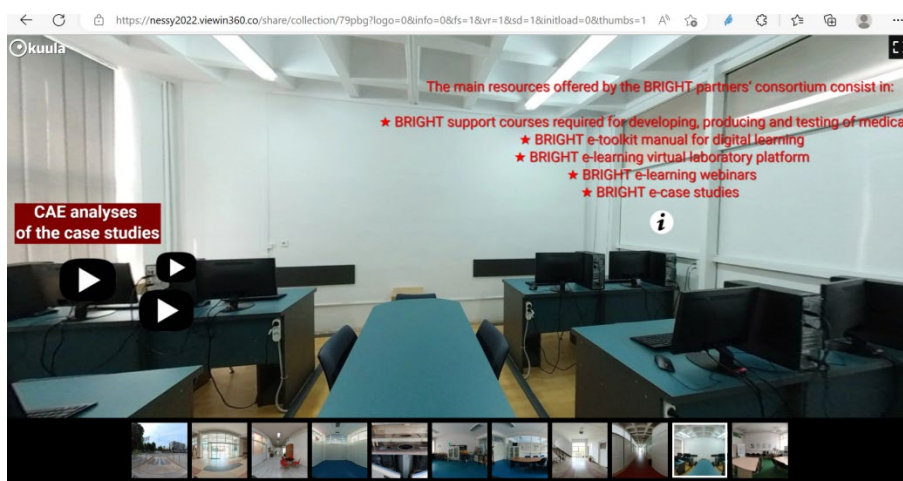 https://nessy2022.viewin360.co/share/collection/79pbg?logo=0&info=0&fs=1&vr=1&sd=1&initload=0&thumbs=1
kuula
The main resources offered by the BRIGHT partners' consortium consist in:
★ BRIGHT support courses required for developing, producing and testing of medica
★ BRIGHT e-toolkit manual for digital learning
★ BRIGHT e-learning virtual laboratory platform
★ BRIGHT e-learning webinars
★ BRIGHT e-case studies
i
CAE analyses
of the case studies